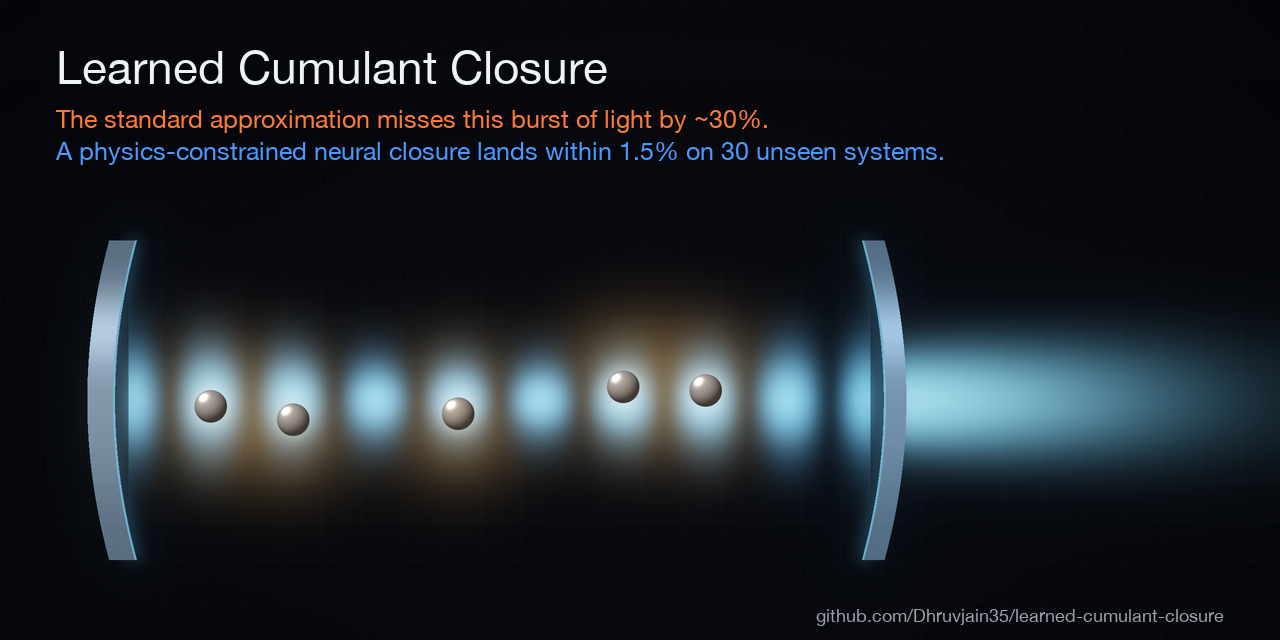 Learned Cumulant Closure
The standard approximation misses this burst of light by ~30%.
A physics-constrained neural closure lands within 1.5% on 30 unseen systems.
github.com/Dhruvjain35/learned-cumulant-closure